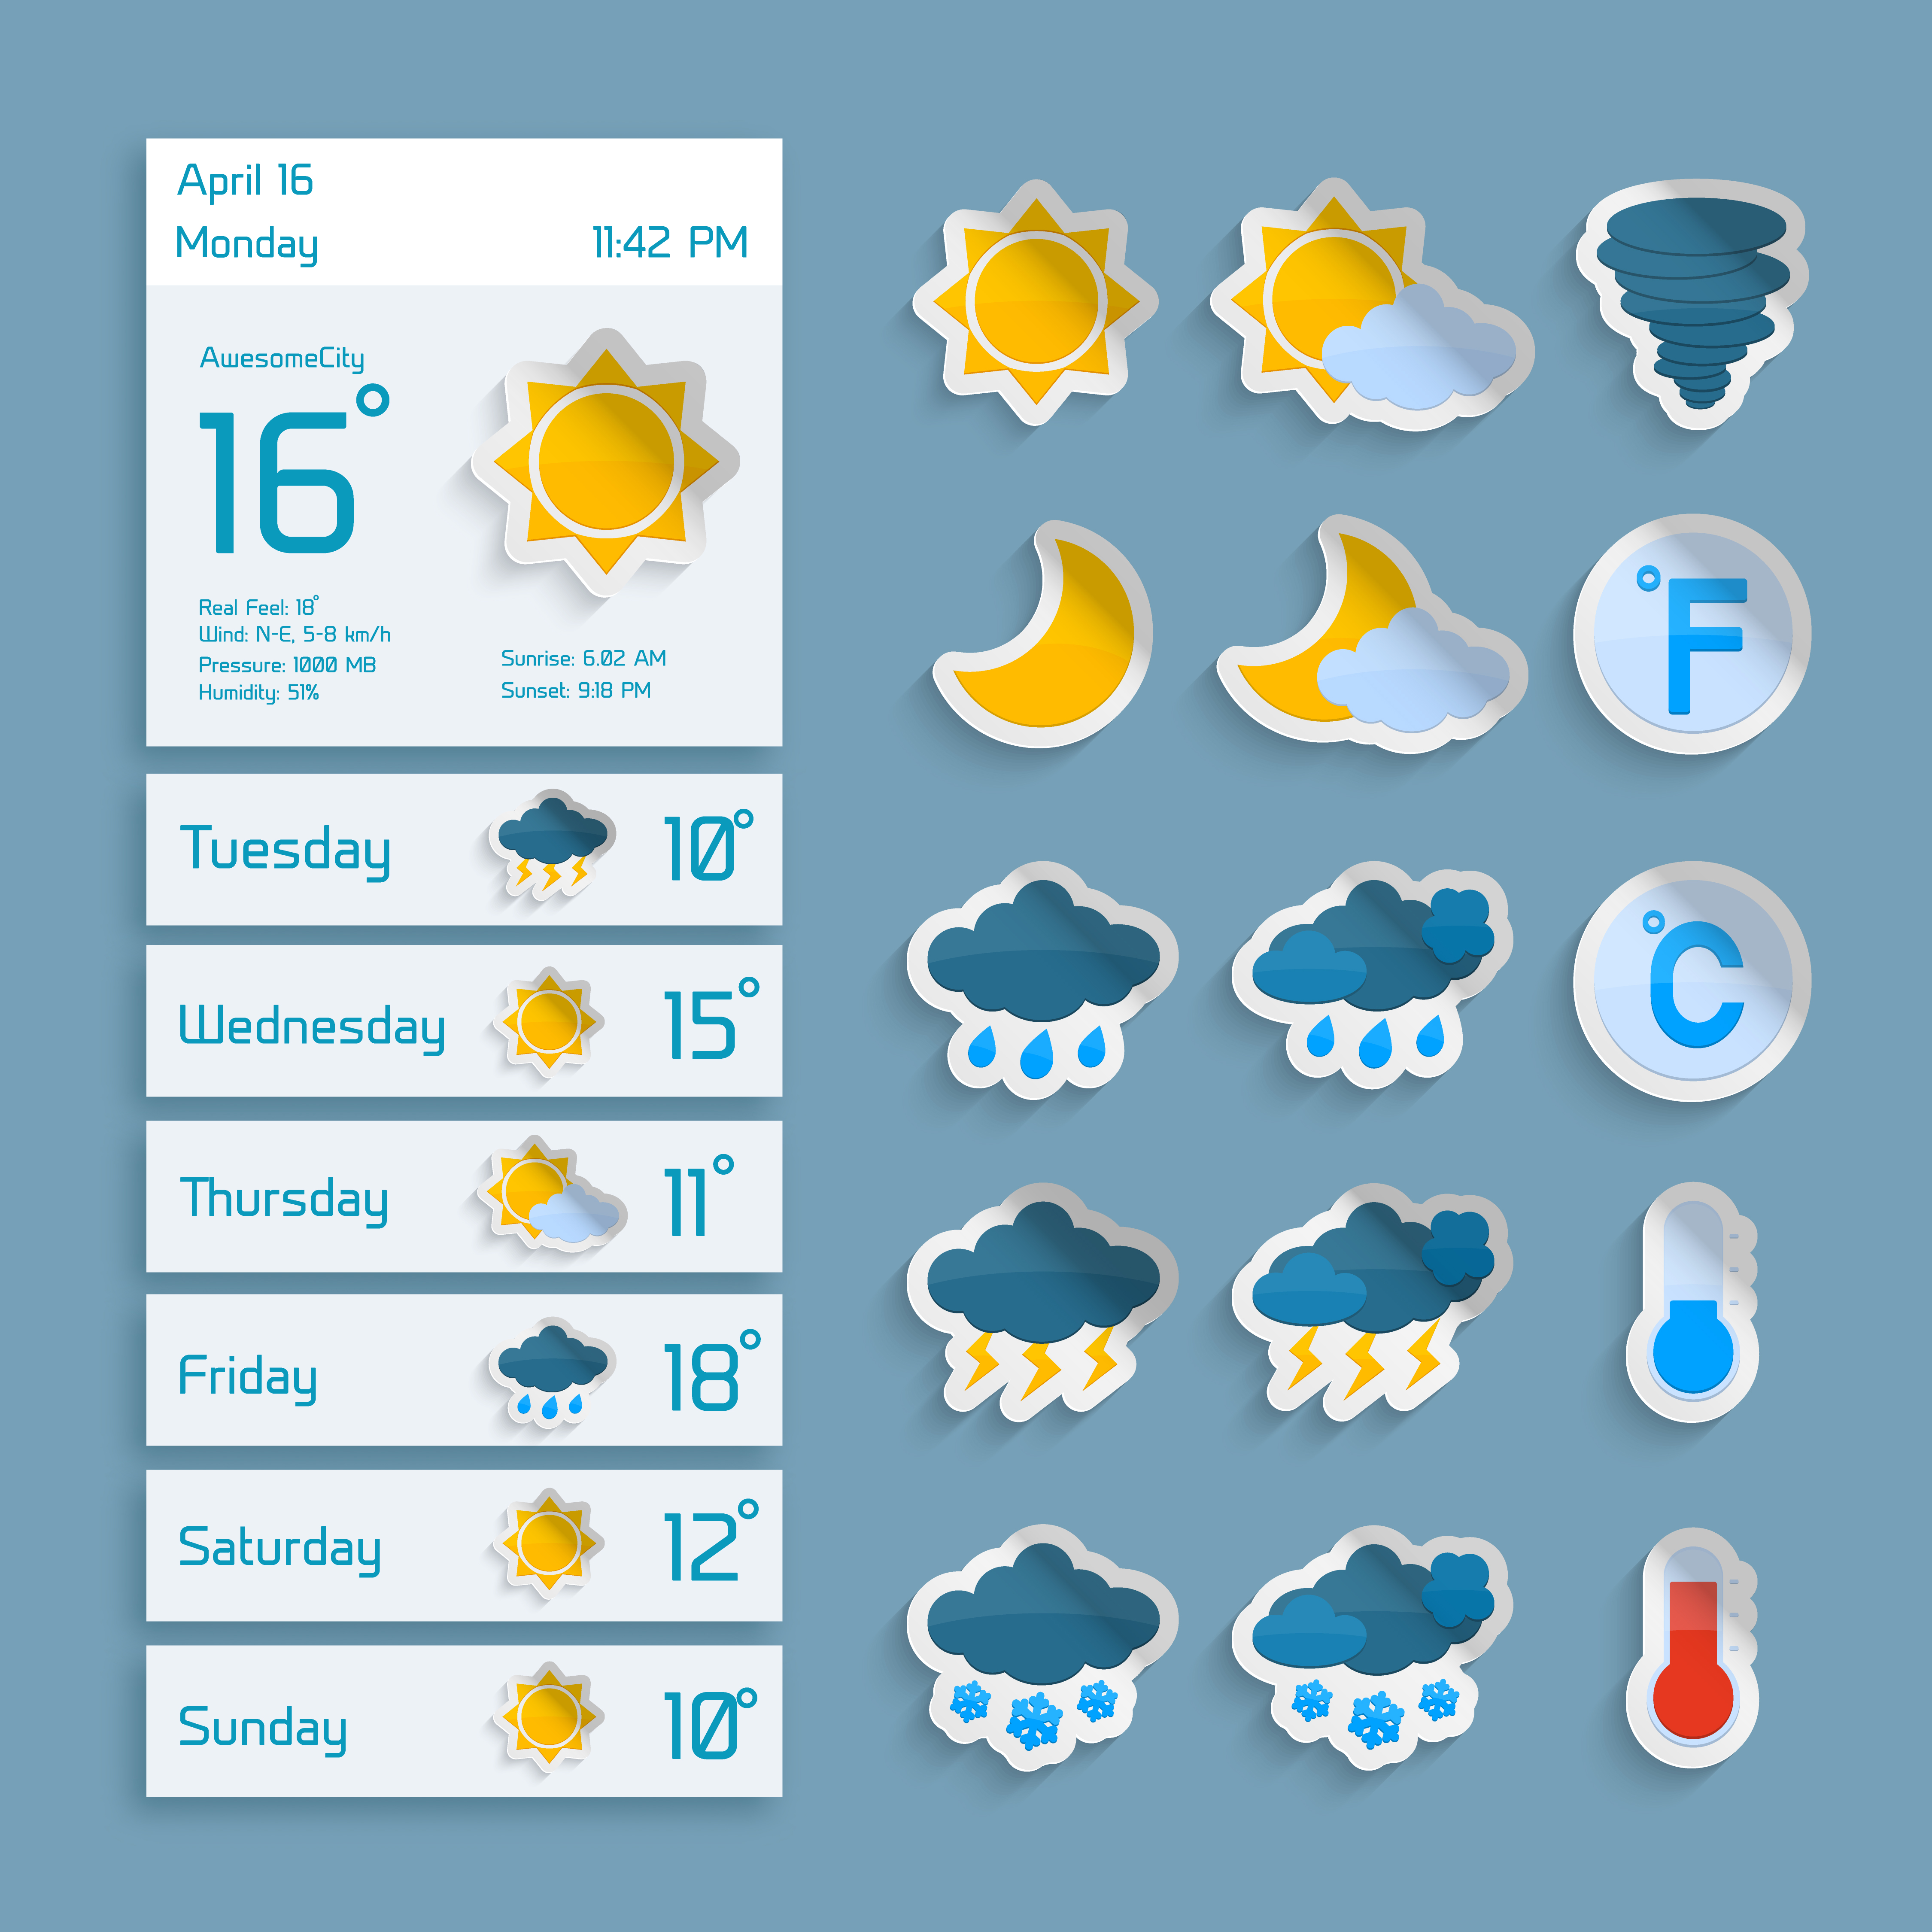 April 16
Monday 11:42 PM
AwesomeCity
16°
Real Feel: 18°
Wind: N-E, 5-8 km/h
Pressure: 1000 MB
Humidity: 51%
Sunrise: 6.02 AM
Sunset: 9:18 PM
Tuesday 10°
Wednesday 15°
Thursday 11°
Friday 18°
Saturday 12°
Sunday 10°
°F
°C